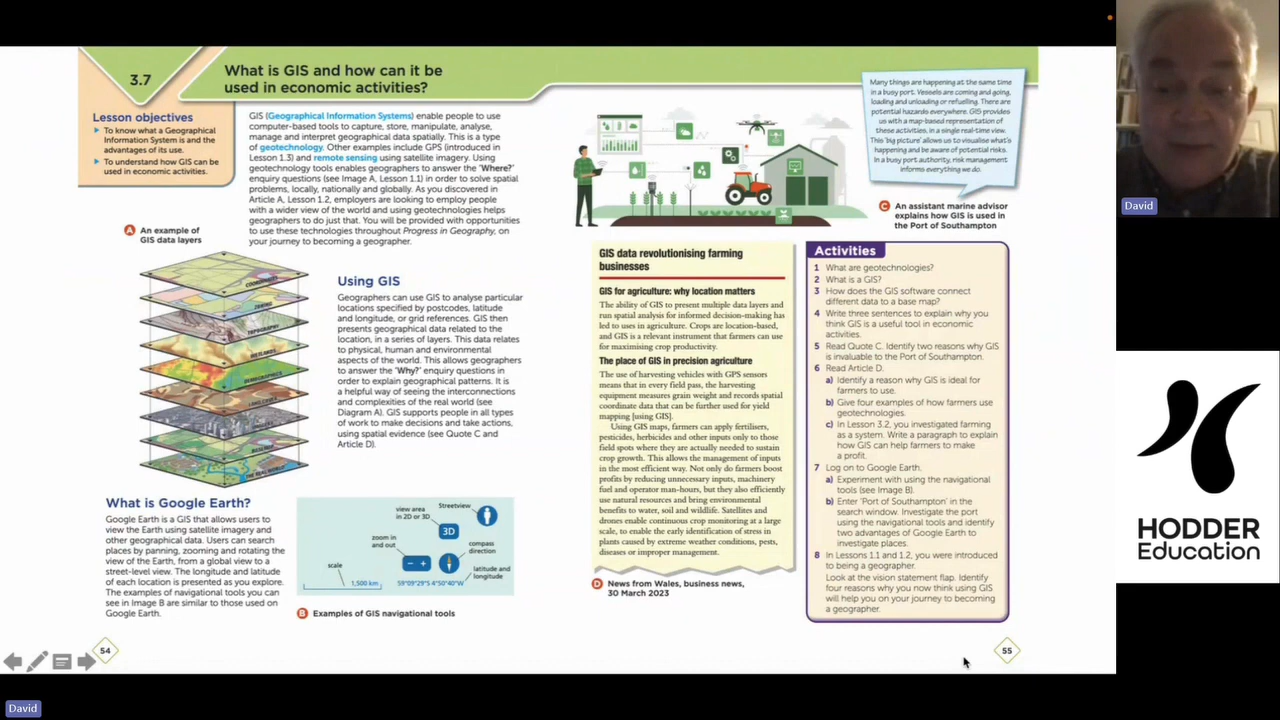 3.7
What is GIS and how can it be
used in economic activities?
Lesson objectives
To know what a Geographical
Information System is and the
advantages of its use.
To understand how GIS can be
used in economic activities.
GIS (Geographical Information Systems) enable people to use
computer-based tools to capture, store, manipulate, analyse,
manage and interpret geographical data spatially. This is a type
of geotechnology. Other examples include GPS (introduced in
Lesson 1.3) and remote sensing using satellite imagery. Using
geotechnology tools enables geographers to answer the 'Where?'
enquiry questions (see Image A, Lesson 1.1) in order to solve spatial
problems, locally, nationally and globally. As you discovered in
Article A, Lesson 1.2, employers are looking to employ people
with a wider view of the world and using geotechnologies helps
geographers to do just that. You will be provided with opportunities
to use these technologies throughout Progress in Geography, on
your journey to becoming a geographer.
A An example of
GIS data layers
TOPOGRAPHY
WETLANDS
DEMOGRAPHICS
LAND COVER
Using GIS
Geographers can use GIS to analyse particular
locations specified by postcodes, latitude
and longitude, or grid references. GIS then
presents geographical data related to the
location, in a series of layers. This data relates
to physical, human and environmental
aspects of the world. This allows geographers
to answer the 'Why?' enquiry questions in
order to explain geographical patterns. It is
a helpful way of seeing the interconnections
and complexities of the real world (see
Diagram A). GIS supports people in all types
of work to make decisions and take actions,
using spatial evidence (see Quote C and
Article D).
What is Google Earth?
Google Earth is a GIS that allows users to
view the Earth using satellite imagery and
other geographical data. Users can search
places by panning, zooming and rotating the
view of the Earth, from a global view to a
street-level view. The longitude and latitude
of each location is presented as you explore.
The examples of navigational tools you can
see in Image B are similar to those used on
Google Earth.
view area
in 2D or 3D
Streetview
3D
zoom in
and out
compass
direction
scale
latitude and
longitude
1,500 km
59°09'29"S 4°50'40"W
B Examples of GIS navigational tools
54
Many things are happening at the same time
in a busy port. Vessels are coming and going,
loading and unloading or refuelling. There are
potential hazards everywhere. GIS provides
us with a map-based representation of
these activities, in a single real-time view.
This 'big picture' allows us to visualise what's
happening and be aware of potential risks.
In a busy port authority, risk management
informs everything we do.
C An assistant marine advisor
explains how GIS is used in
the Port of Southampton
GIS data revolutionising farming
businesses
GIS for agriculture: why location matters
The ability of GIS to present multiple data layers and
run spatial analysis for informed decision-making has
led to uses in agriculture. Crops are location-based,
and GIS is a relevant instrument that farmers can use
for maximising crop productivity.
The place of GIS in precision agriculture
The use of harvesting vehicles with GPS sensors
means that in every field pass, the harvesting
equipment measures grain weight and records spatial
coordinate data that can be further used for yield
mapping [using GIS].
Using GIS maps, farmers can apply fertilisers,
pesticides, herbicides and other inputs only to those
field spots where they are actually needed to sustain
crop growth. This allows the management of inputs
in the most efficient way. Not only do farmers boost
profits by reducing unnecessary inputs, machinery
fuel and operator man-hours, but they also efficiently
use natural resources and bring environmental
benefits to water, soil and wildlife. Satellites and
drones enable continuous crop monitoring at a large
scale, to enable the early identification of stress in
plants caused by extreme weather conditions, pests,
diseases or improper management.
D News from Wales, business news,
30 March 2023
Activities
1 What are geotechnologies?
2 What is a GIS?
3 How does the GIS software connect
different data to a base map?
4 Write three sentences to explain why you
think GIS is a useful tool in economic
activities.
5 Read Quote C. Identify two reasons why GIS
is invaluable to the Port of Southampton.
6 Read Article D.
a) Identify a reason why GIS is ideal for
farmers to use.
b) Give four examples of how farmers use
geotechnologies.
c) In Lesson 3.2, you investigated farming
as a system. Write a paragraph to explain
how GIS can help farmers to make
a profit.
7 Log on to Google Earth.
a) Experiment with using the navigational
tools (see Image B).
b) Enter 'Port of Southampton' in the
search window. Investigate the
port using the navigational tools and identify
two advantages of Google Earth to
investigate places.
8 In Lessons 1.1 and 1.2, you were introduced
to being a geographer.
Look at the vision statement flap. Identify
four reasons why you now think using GIS
will help you on your journey to becoming
a geographer.
55
David
HODDER
Education
David